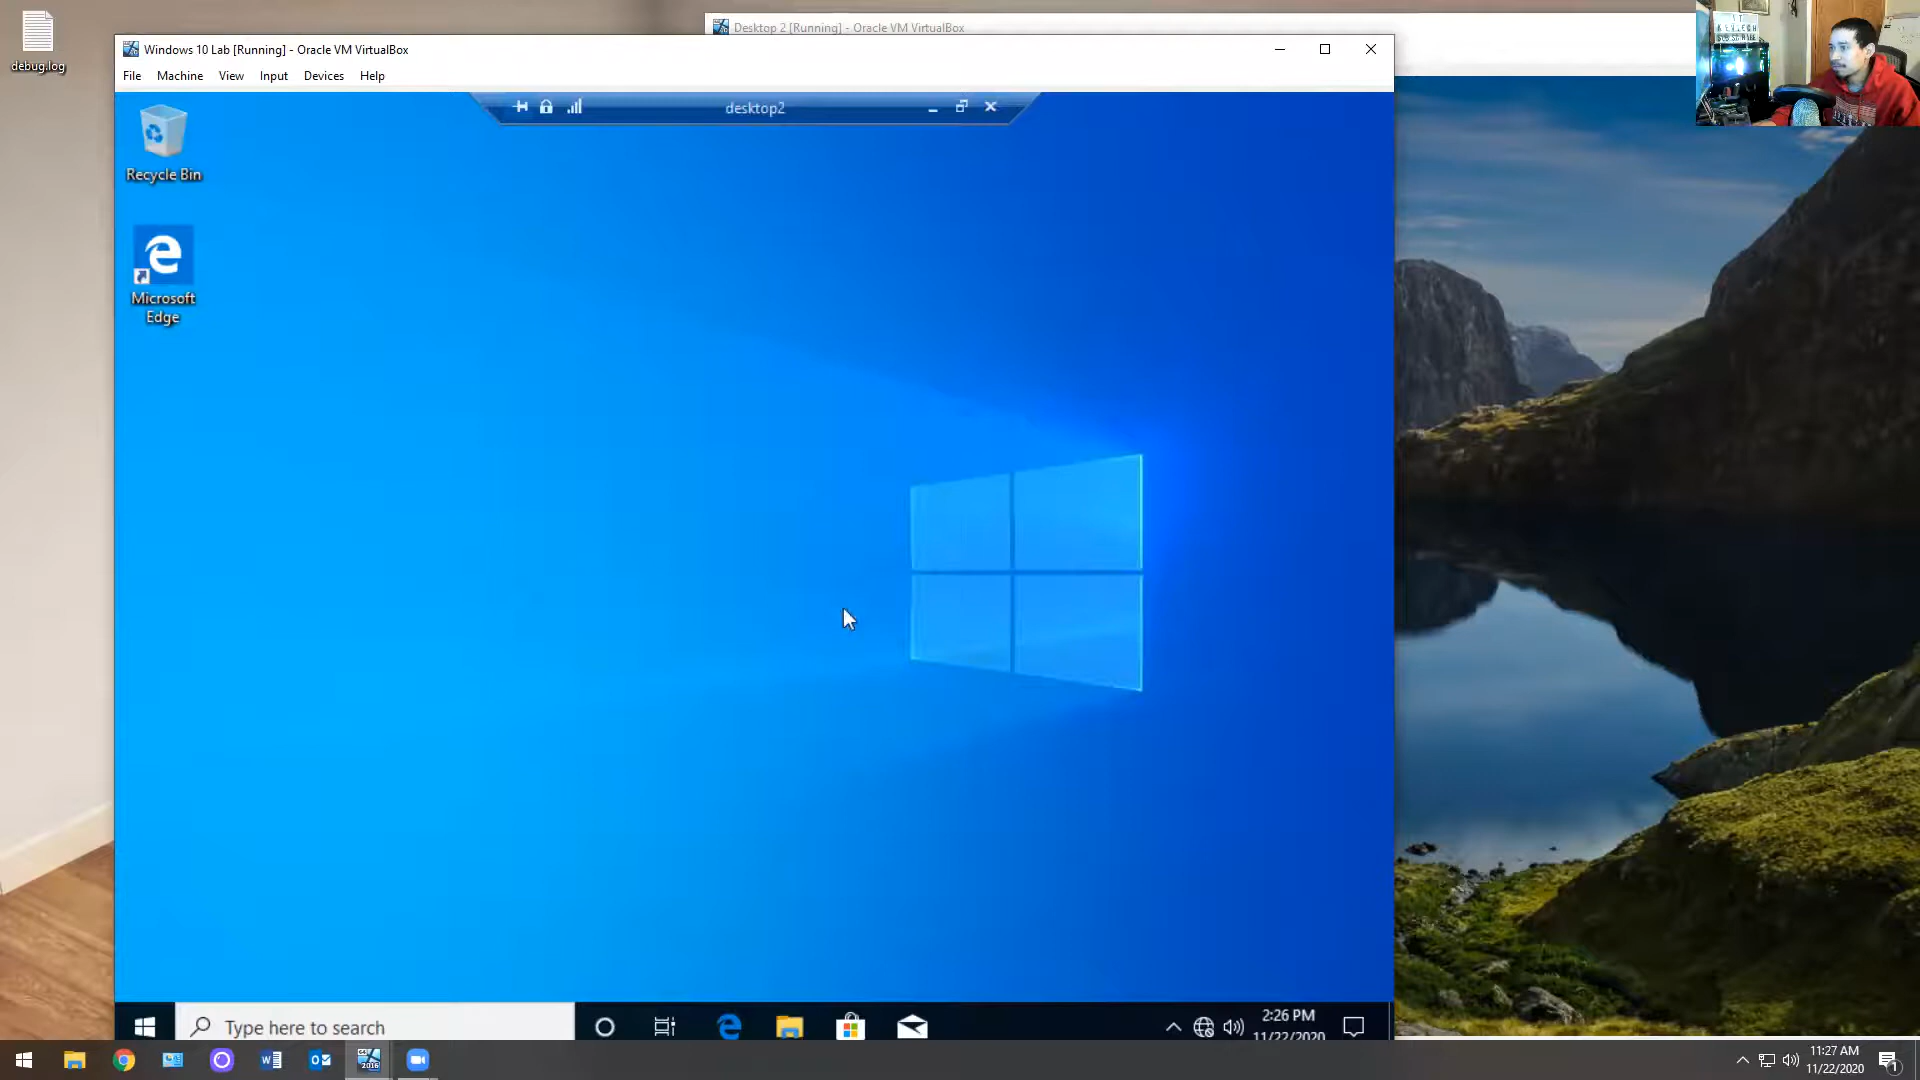 debug.log
Desktop 2 [Running] - Oracle VM VirtualBox
Windows 10 Lab [Running] - Oracle VM VirtualBox
File Machine View Input Devices Help
desktop2
Recycle Bin
Microsoft
Edge
Type here to search
2:26 PM
11/22/2020
2016
11:27 AM
11/22/2020
1